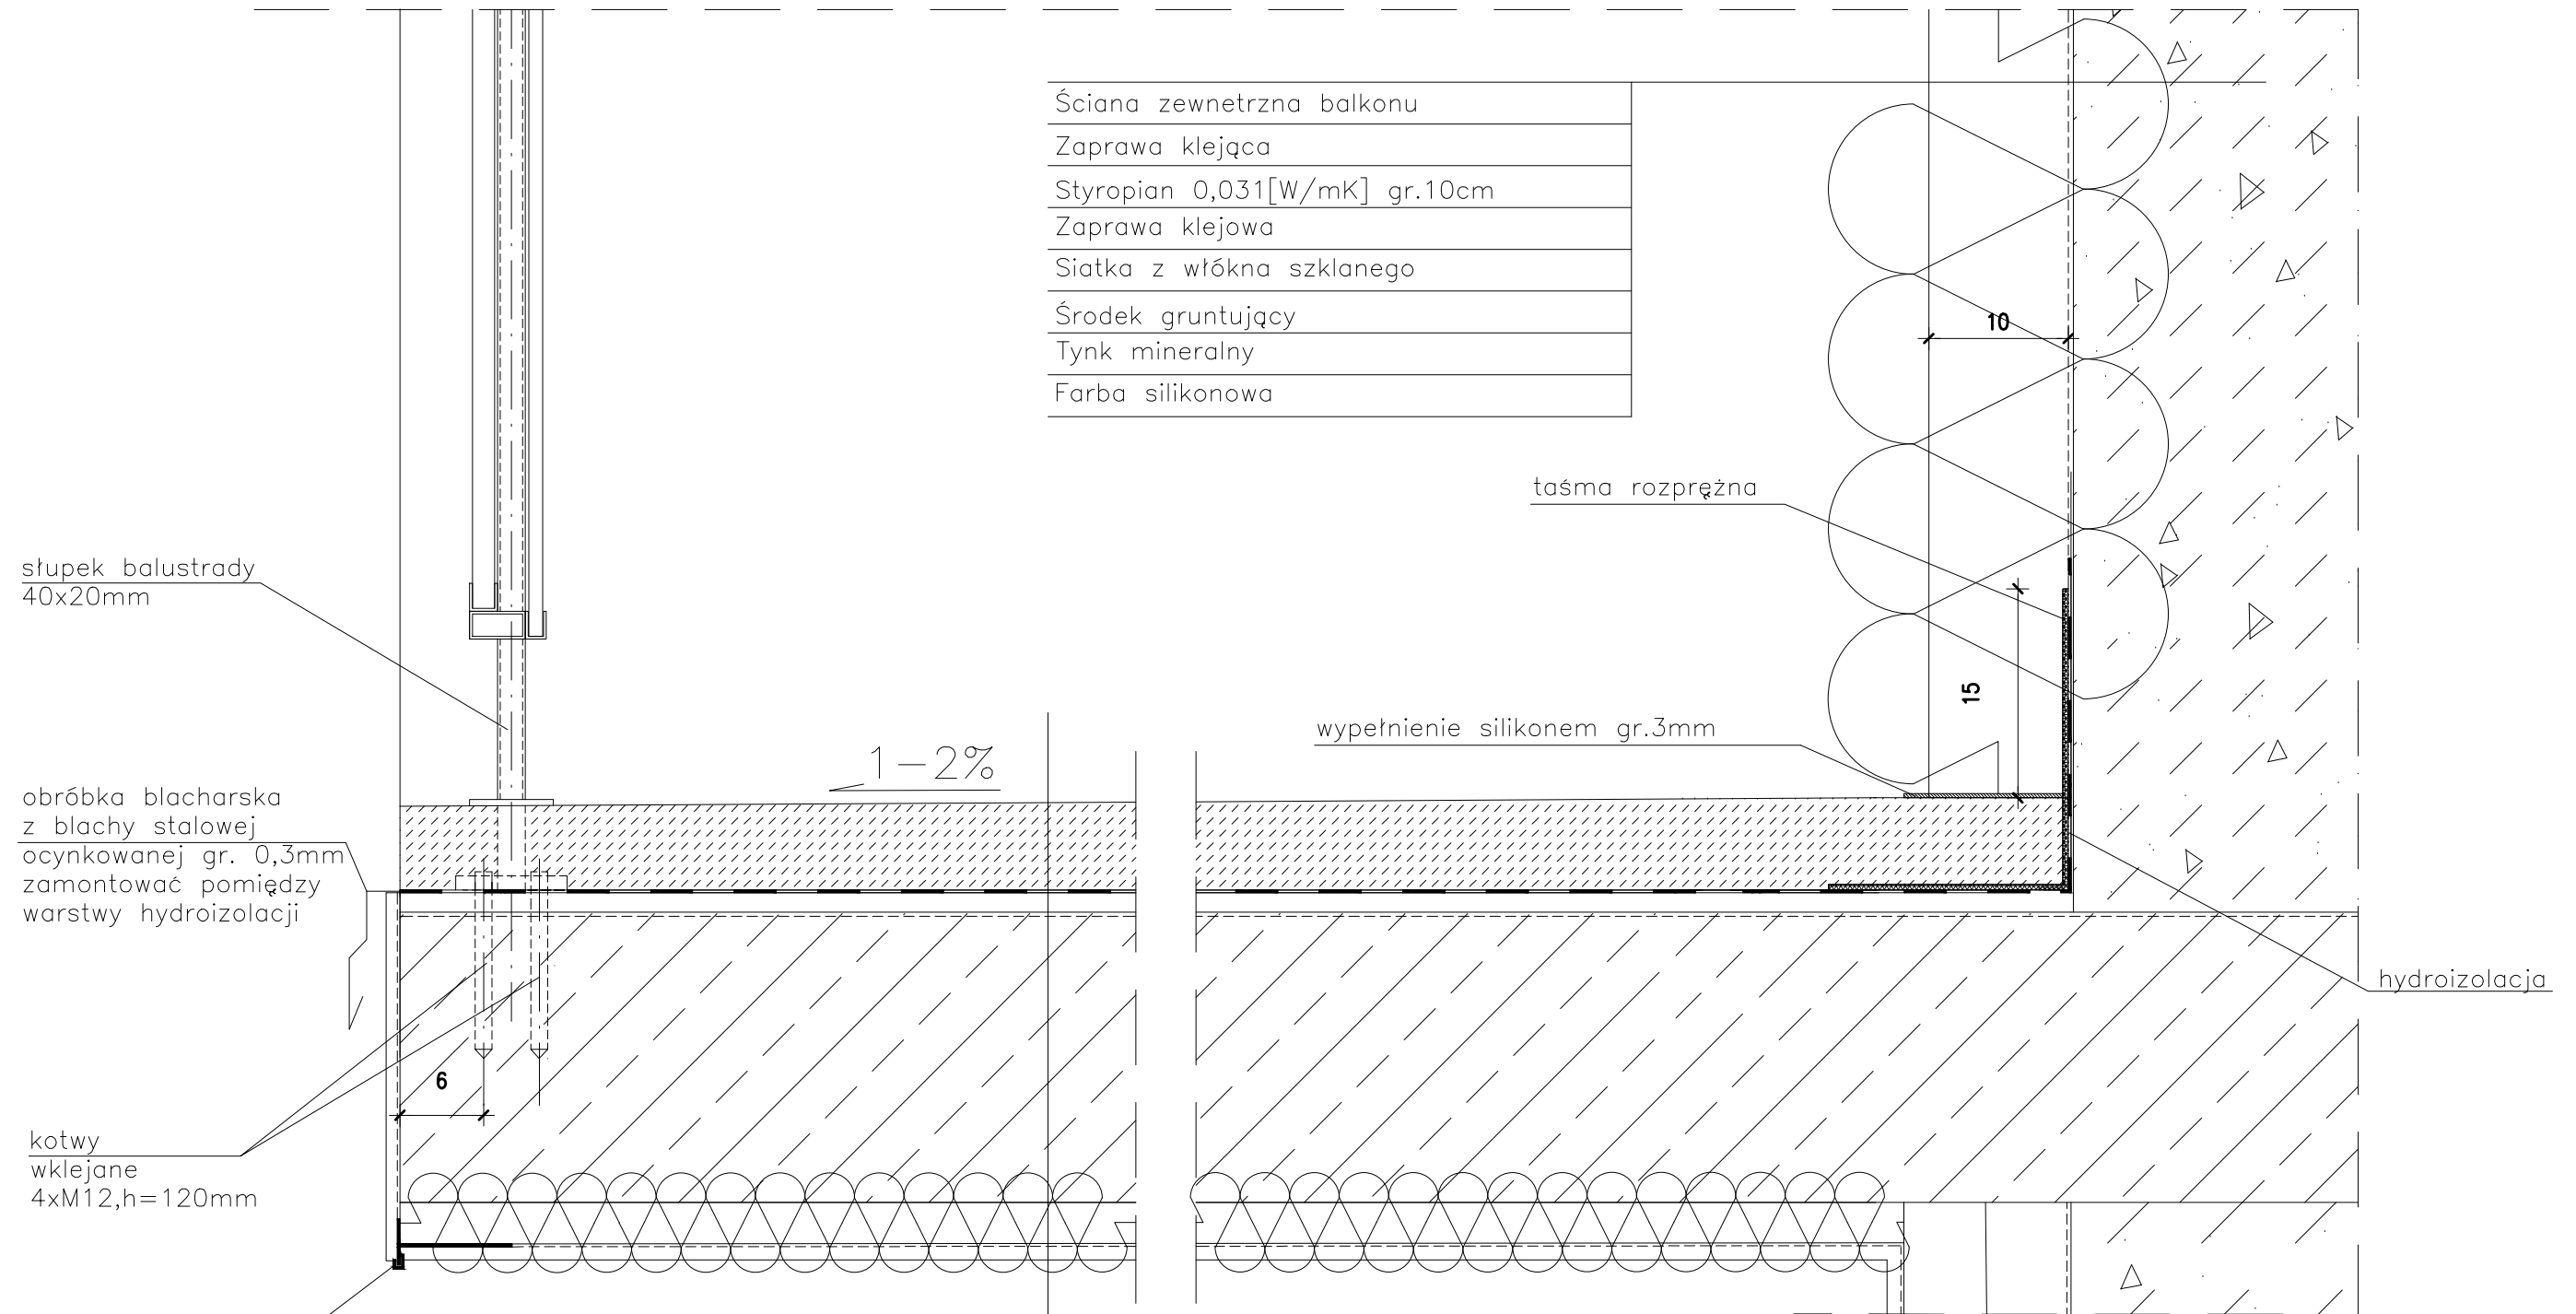 Ściana zewnetrzna balkonu
Zaprawa klejąca
Styropian 0,031[W/mK] gr.10cm
Zaprawa klejowa
Siatka z włókna szklanego
Środek gruntujący
Tynk mineralny
Farba silikonowa
10
taśma rozprężna
słupek balustrady
40x20mm
15
wypełnienie silikonem gr.3mm
1-2%
obróbka blacharska
z blachy stalowej
ocynkowanej gr. 0,3mm
zamontować pomiędzy
warstwy hydroizolacji
hydroizolacja
6
kotwy
wklejane
4xM12,h=120mm